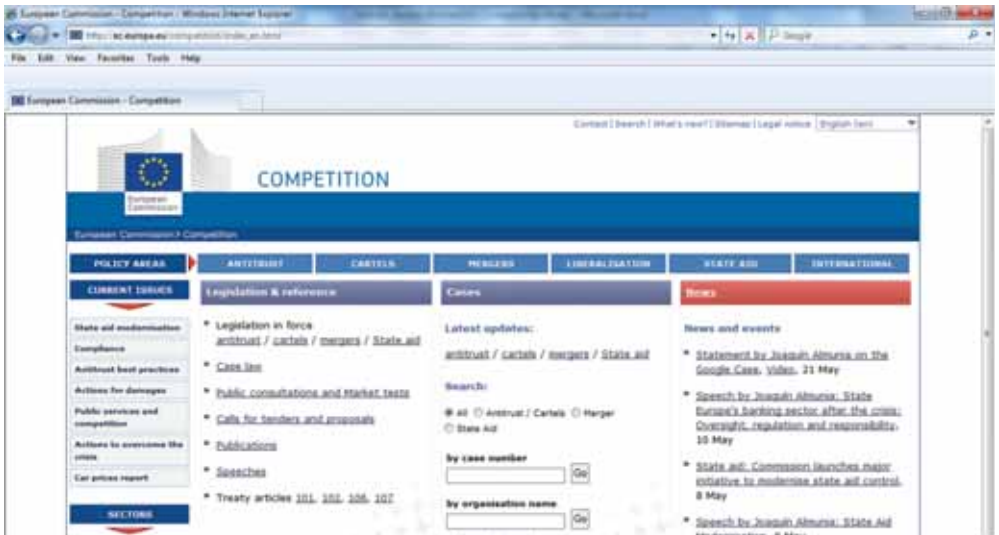 European Commission - Competition - Windows Internet Explorer
Google
File Edit View Favorites Tools Help
European Commission - Competition
Contact | Search | What's new? | Sitemap | Legal notice English (en)
COMPETITION
European
Commission
European Commission > Competition
POLICY AREAS ANTITRUST CARTELS MERGERS LIBERALISATION STATE AID INTERNATIONAL
CURRENT ISSUES
State aid modernisation
Compliance
Antitrust best practices
Actions for damages
Public services and
competition
Actions to overcome the
crisis
Car prices report
SECTORS
Legislation & reference
Legislation in force
antitrust / cartels / mergers / State aid
Case law
Public consultations and Market tests
Calls for tenders and proposals
Publications
Speeches
Treaty articles 101, 102, 106, 107
Cases
Latest updates:
antitrust / cartels / mergers / State aid
Search:
All Antitrust / Cartels Merger
State Aid
by case number
Go
by organisation name
Go
News
News and events
Statement by Joaquín Almunia on the
Google Case, Video, 21 May
Speech by Joaquín Almunia: State
Europe's banking sector after the crisis:
Oversight, regulation and responsibility,
10 May
State aid: Commission launches major
initiative to modernise state aid control,
8 May
Speech by Joaquín Almunia: State Aid